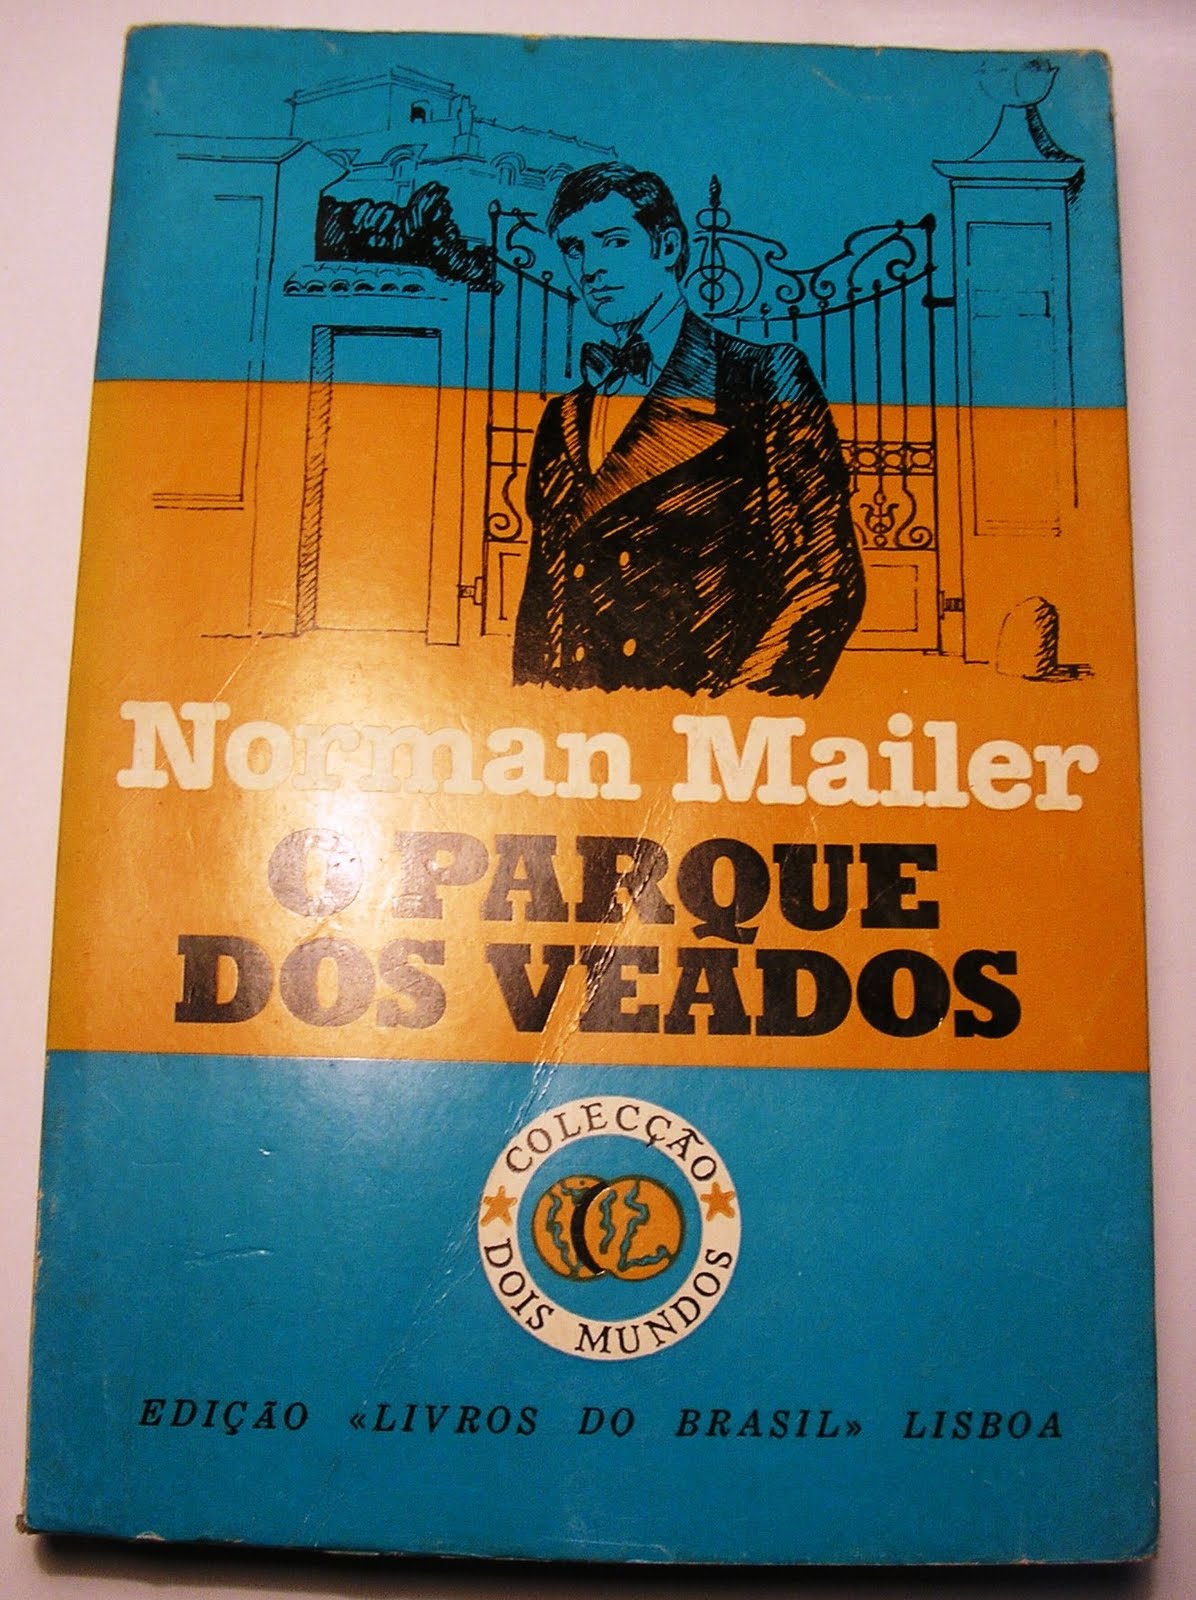 Norman Mailer
O PARQUE
DOS VEADOS
COLECÇÃO
DOIS MUNDOS
EDIÇÃO «LIVROS DO BRASIL» LISBOA